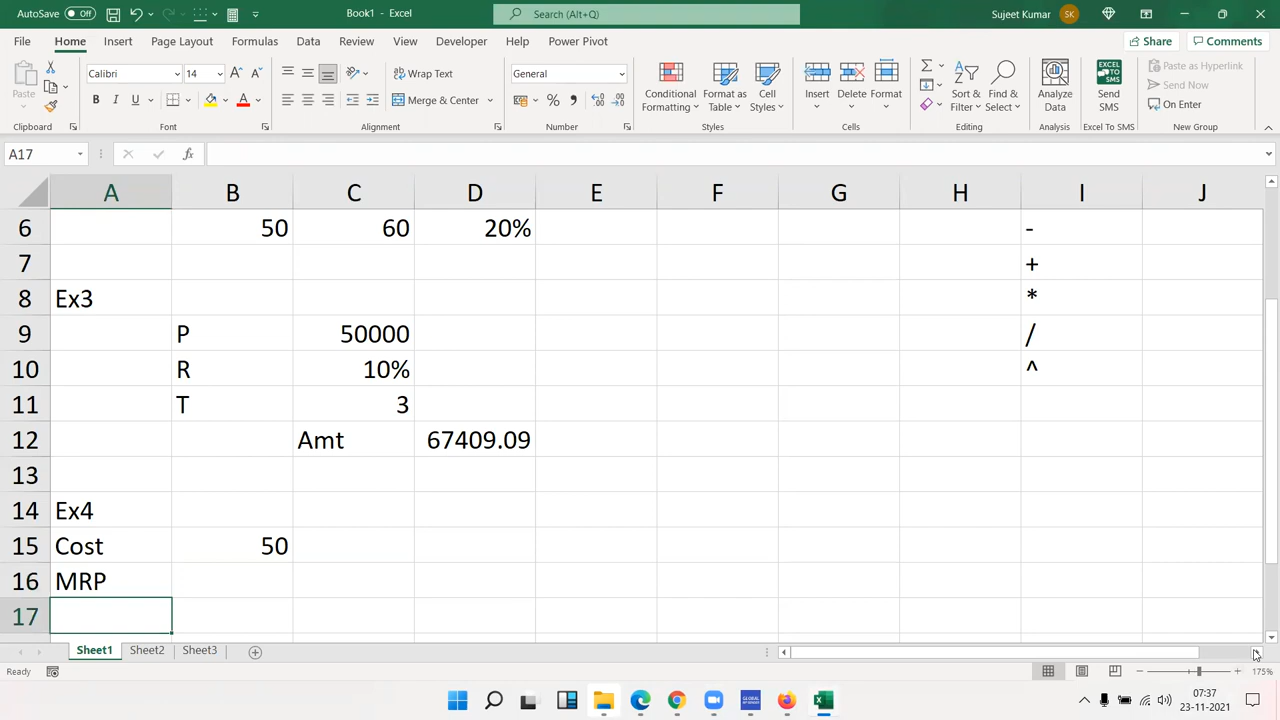 AutoSave Off Book1 - Excel Search (Alt+Q) Sujeet Kumar SK
File Home Insert Page Layout Formulas Data Review View Developer Help Power Pivot Share Comments
Paste Calibri 14 Wrap Text General Conditional Formatting Format as Table Cell Styles Insert Delete Format Sort & Filter Find & Select Analyze Data Send SMS Paste as Hyperlink
Send Now
B I U A Merge & Center % On Enter
Clipboard Font Alignment Number Styles Cells Editing Analysis Excel To SMS New Group
A17 fx
A B C D E F G H I J
6 50 60 20% -
7 +
8 Ex3 *
9 P 50000 /
10 R 10% ^
11 T 3
12 Amt 67409.09
13
14 Ex4
15 Cost 50
16 MRP
17
Sheet1 Sheet2 Sheet3
Ready 175%
07:37
23-11-2021